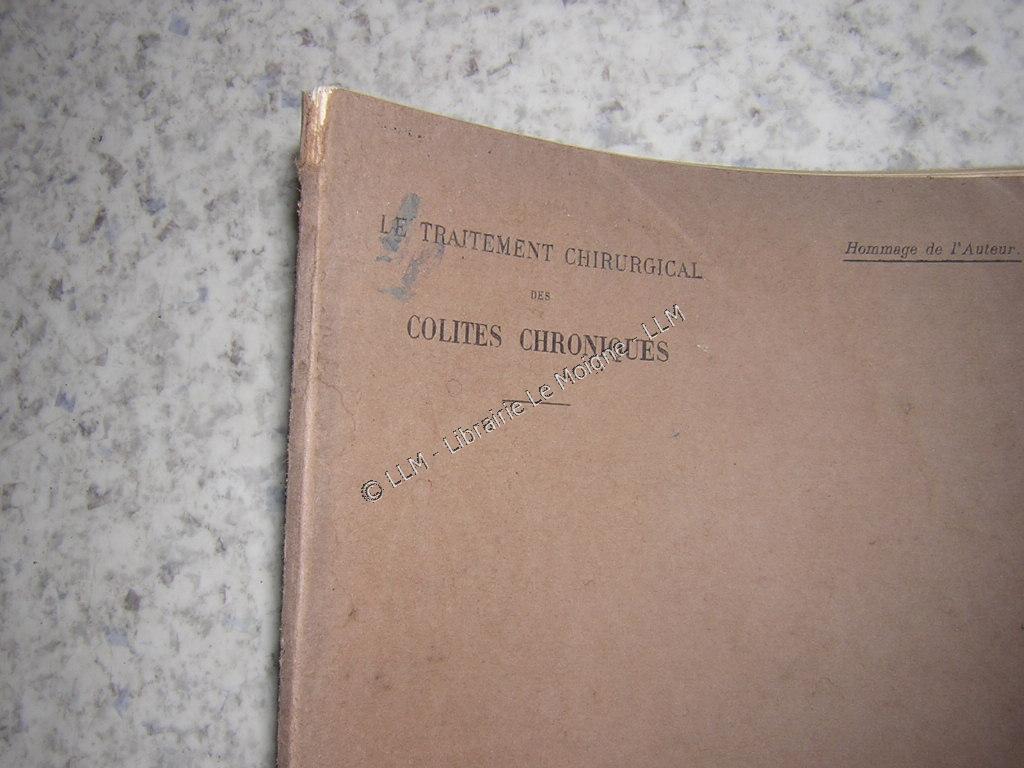 LE TRAITEMENT CHIRURGICAL
Hommage de l'Auteur.
DES
COLITES CHRONIQUES
© LLM - Librairie Le Moigne - LLM